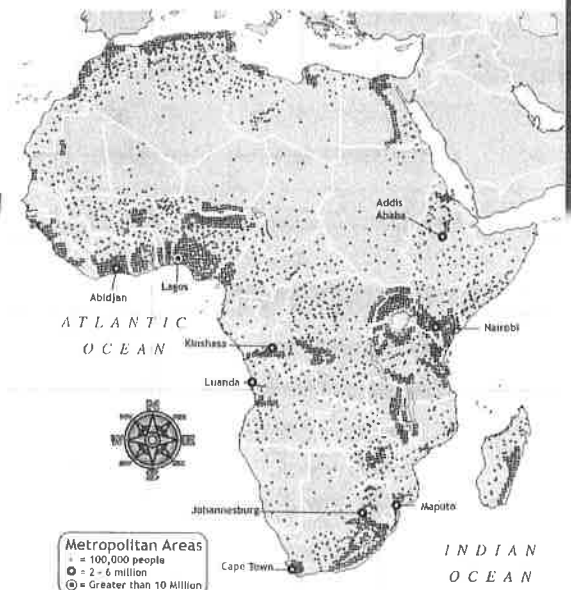 Addis
Ababa
Lagos
Abidjan
ATLANTIC
OCEAN
Kinshasa
Nairobi
Luanda
Johannesburg
Maputo
Cape Town
Metropolitan Areas
= 100,000 people
= 2 - 6 million
= Greater than 10 Million
INDIAN
OCEAN